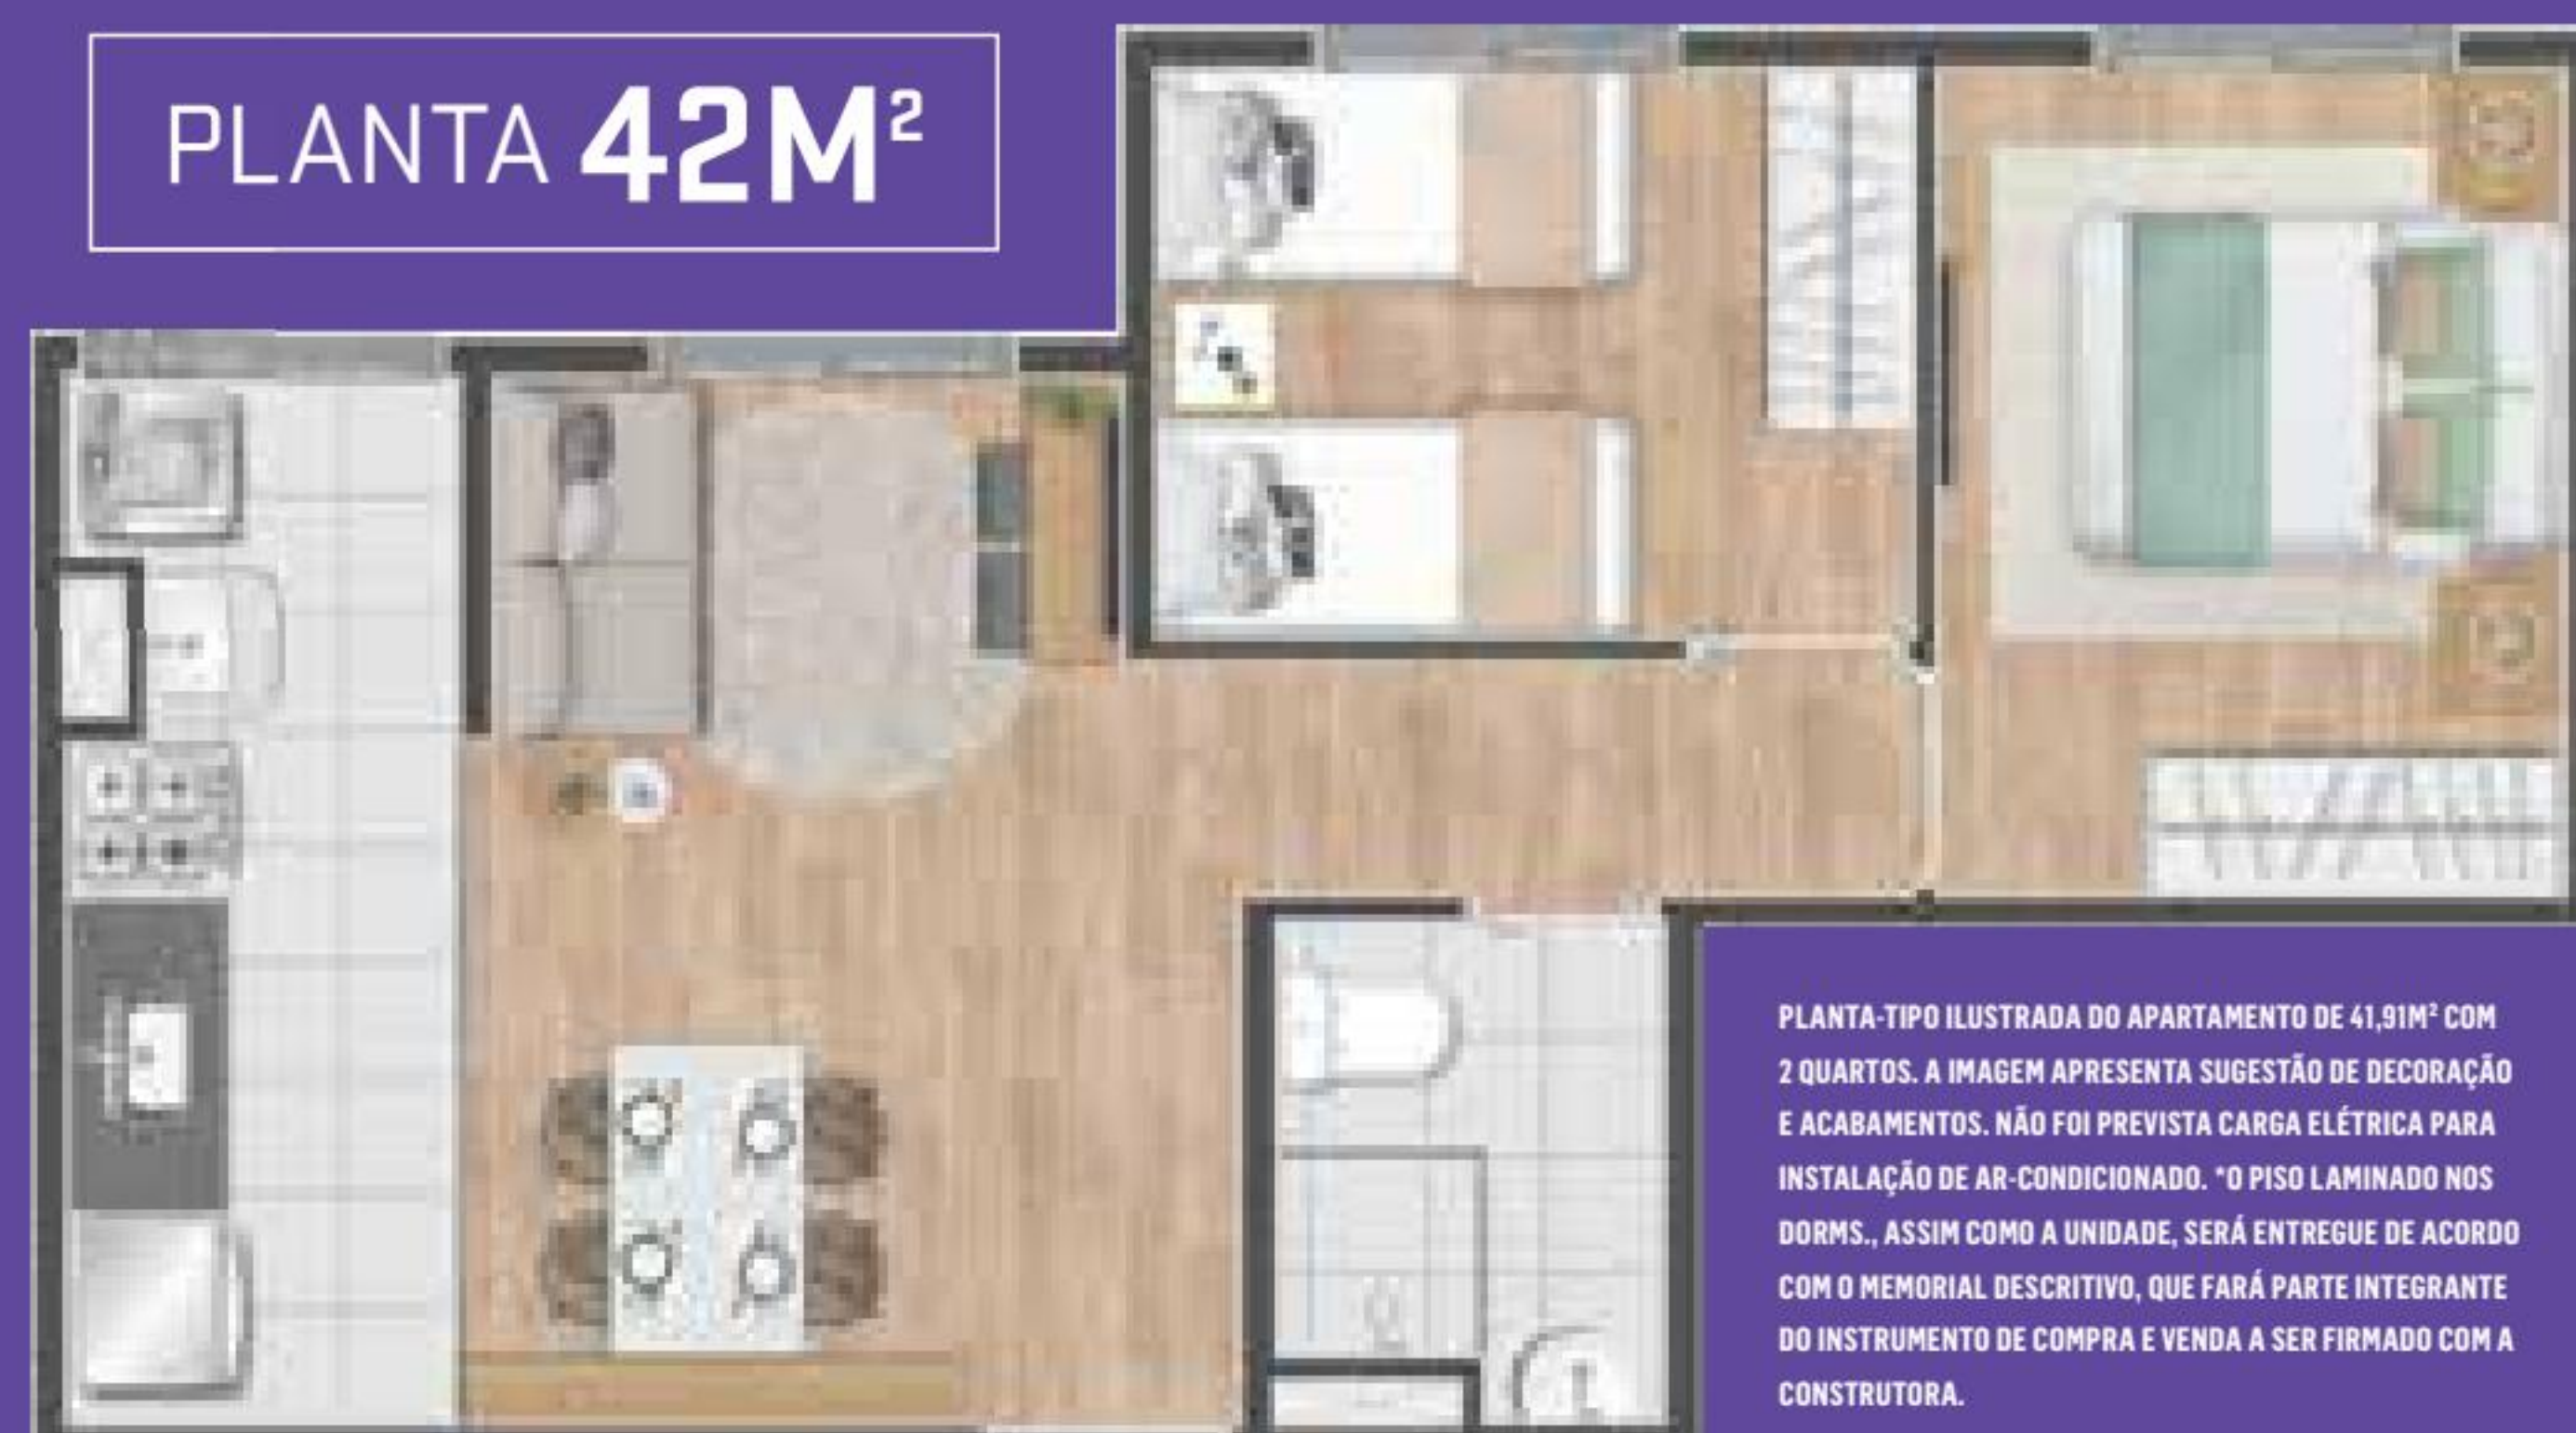 PLANTA 42M²
PLANTA-TIPO ILUSTRADA DO APARTAMENTO DE 41,91M² COM
2 QUARTOS. A IMAGEM APRESENTA SUGESTÃO DE DECORAÇÃO
E ACABAMENTOS. NÃO FOI PREVISTA CARGA ELÉTRICA PARA
INSTALAÇÃO DE AR-CONDICIONADO. *O PISO LAMINADO NOS
DORMS., ASSIM COMO A UNIDADE, SERÁ ENTREGUE DE ACORDO
COM O MEMORIAL DESCRITIVO, QUE FARÁ PARTE INTEGRANTE
DO INSTRUMENTO DE COMPRA E VENDA A SER FIRMADO COM A
CONSTRUTORA.